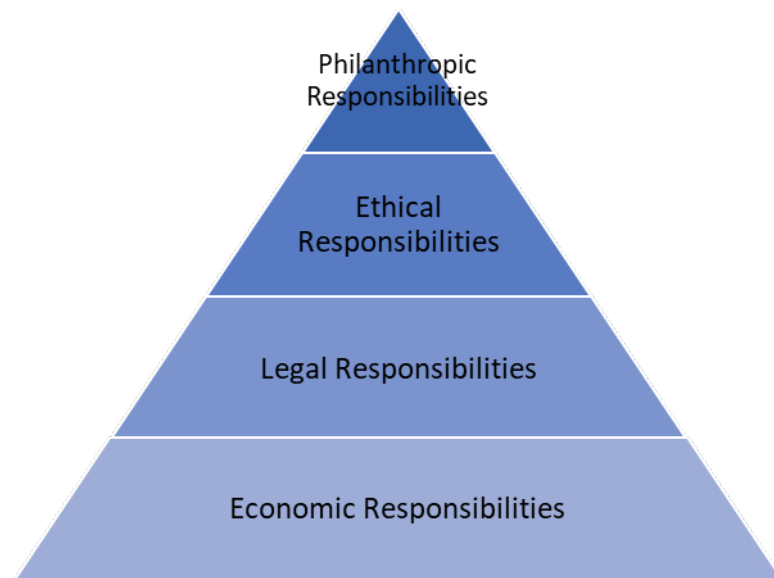 Philanthropic
Responsibilities
Ethical
Responsibilities
Legal Responsibilities
Economic Responsibilities